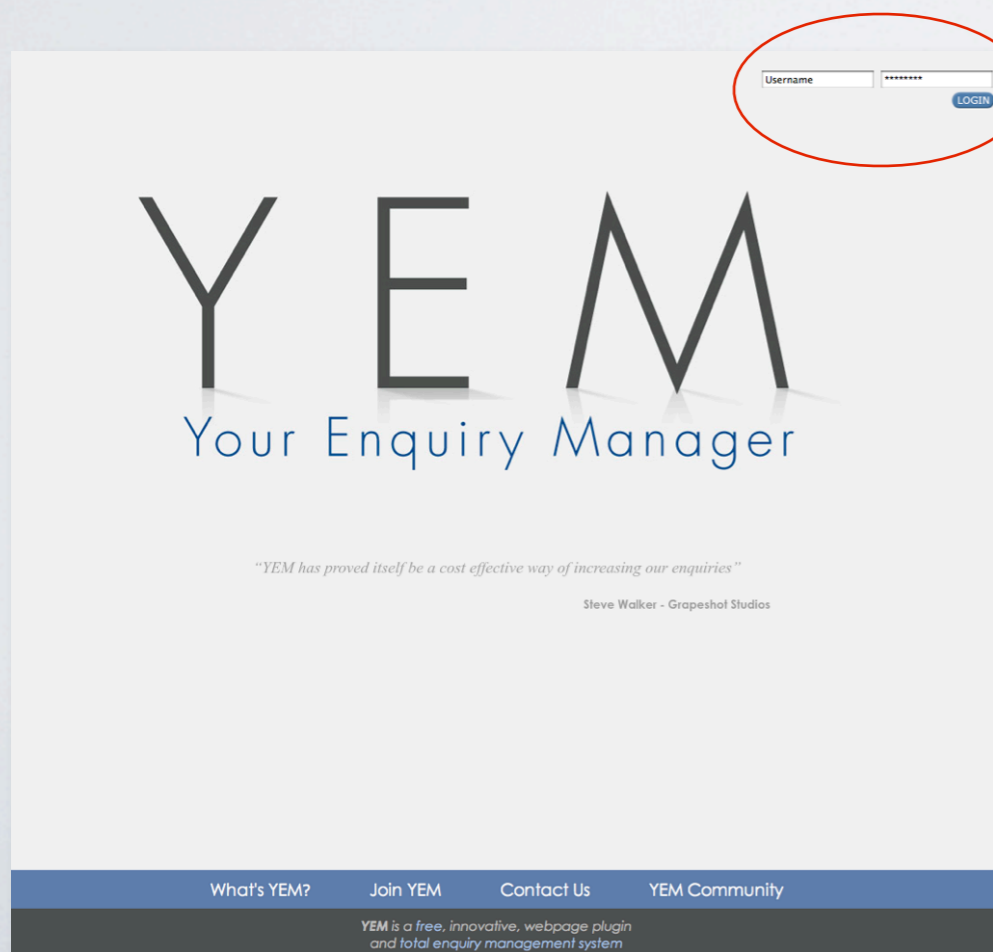 Username ********
LOGIN
YEM
Your Enquiry Manager
“YEM has proved itself be a cost effective way of increasing our enquiries”
Steve Walker - Grapeshot Studios
What's YEM? Join YEM Contact Us YEM Community
YEM is a free, innovative, webpage plugin
and total enquiry management system